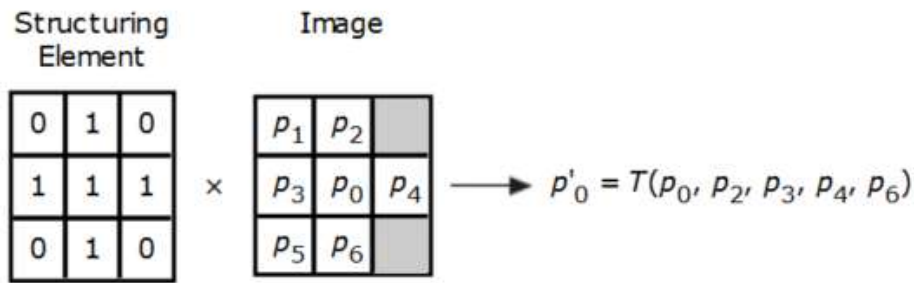 Structuring Element
Image
0 1 0
1 1 1
0 1 0
×
p₁ p₂
p₃ p₀ p₄
p₅ p₆
p'₀ = T(p₀, p₂, p₃, p₄, p₆)